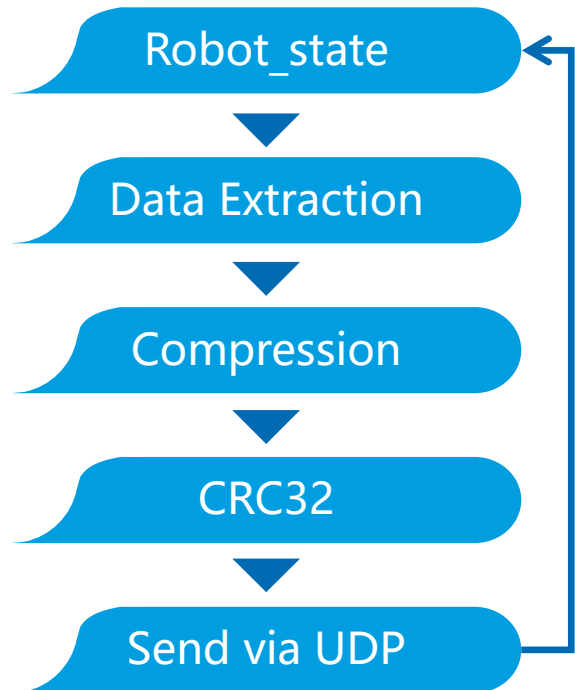 Robot_state
Data Extraction
Compression
CRC32
Send via UDP